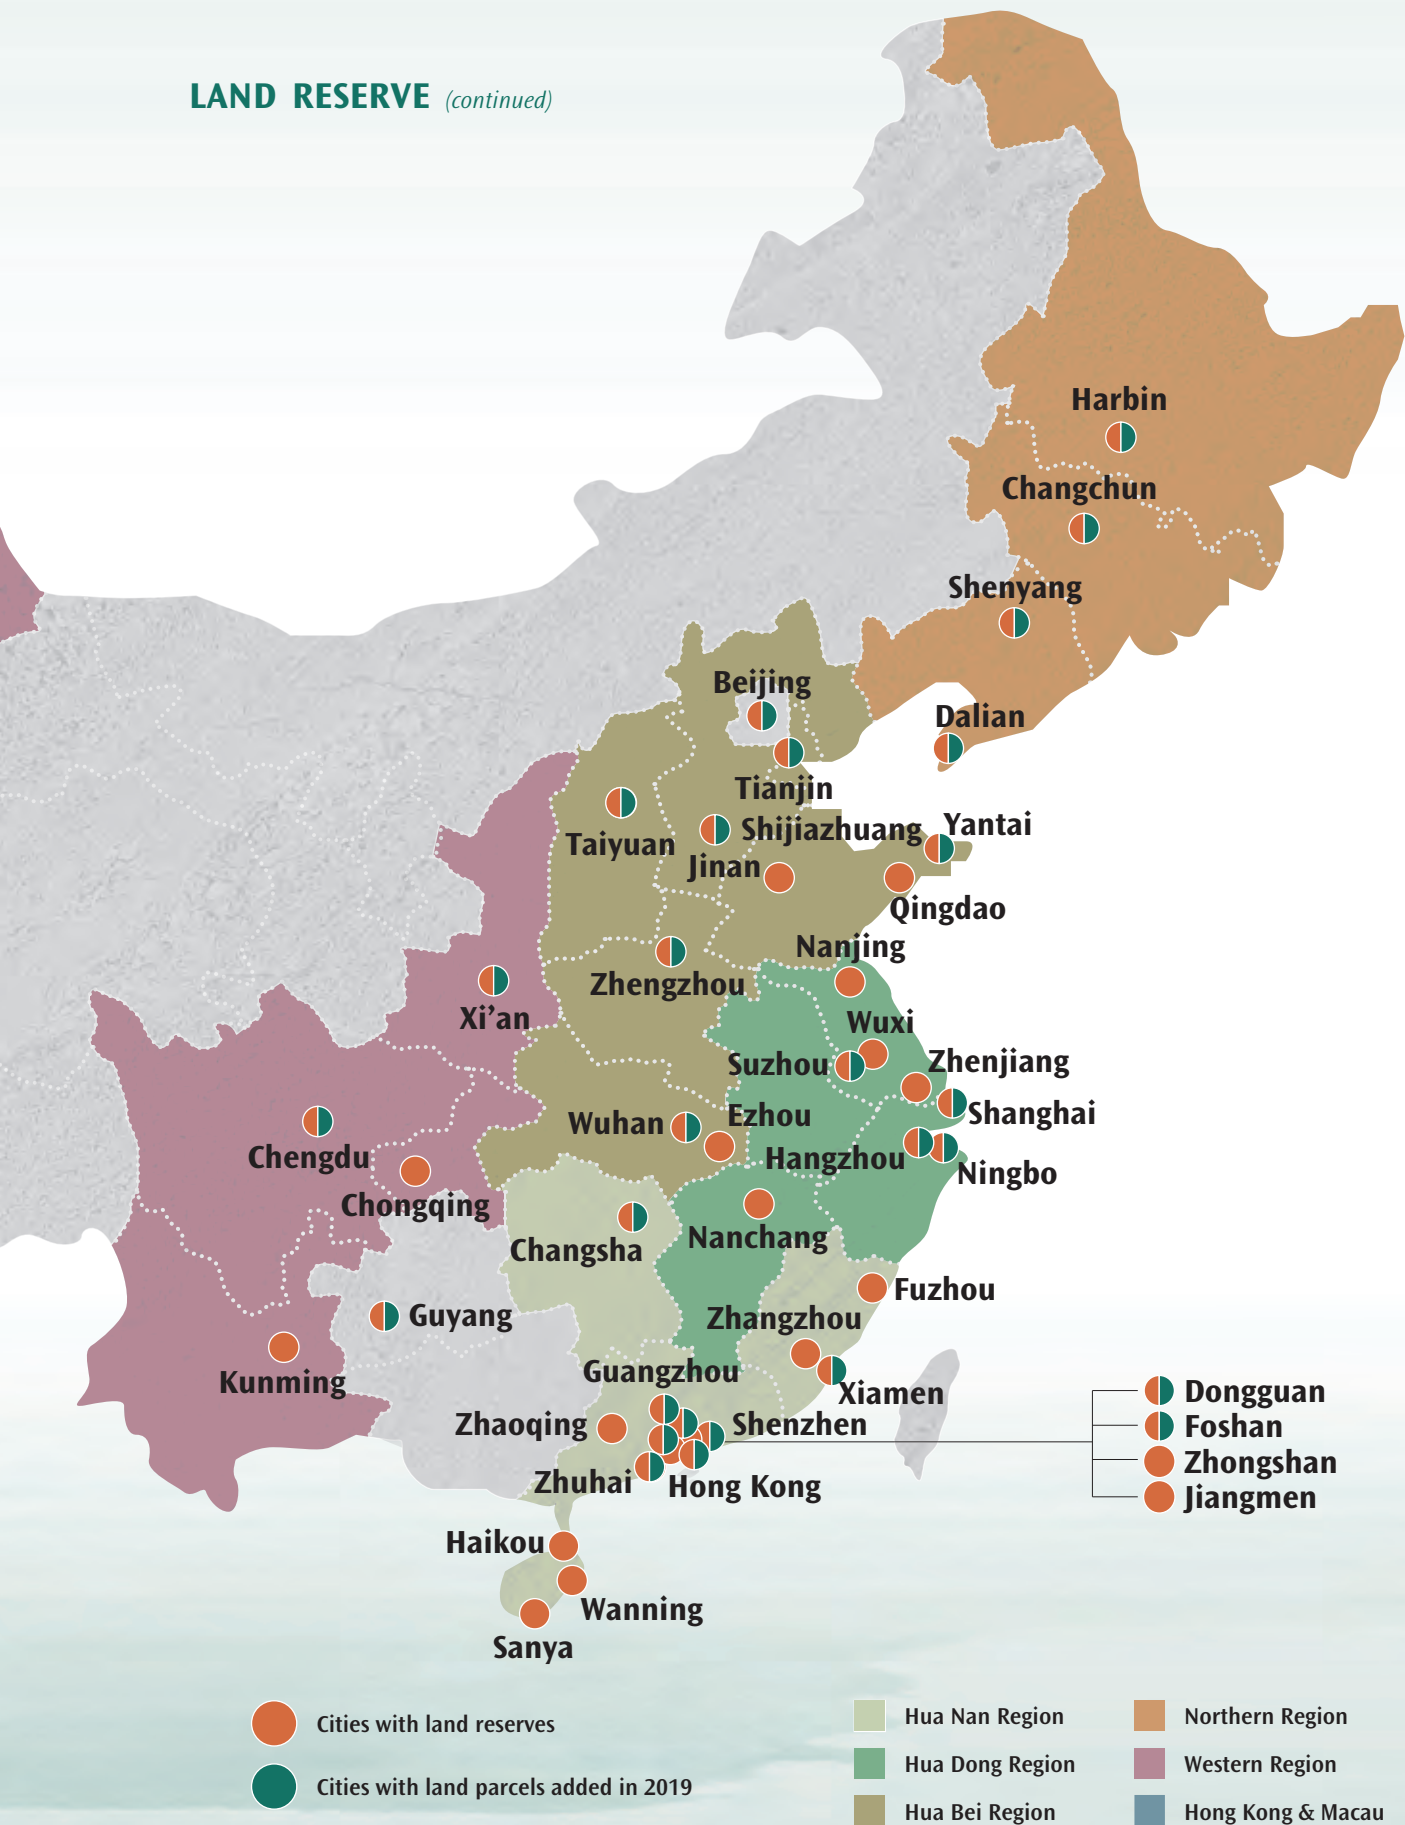 LAND RESERVE (continued)
Harbin
Changchun
Shenyang
Beijing
Dalian
Tianjin
Taiyuan
Shijiazhuang
Yantai
Jinan
Qingdao
Nanjing
Zhengzhou
Xi’an
Wuxi
Suzhou
Zhenjiang
Wuhan
Ezhou
Shanghai
Chengdu
Hangzhou
Ningbo
Chongqing
Changsha
Nanchang
Fuzhou
Guyang
Zhangzhou
Kunming
Guangzhou
Xiamen
Dongguan
Zhaoqing
Shenzhen
Foshan
Zhongshan
Zhuhai
Hong Kong
Jiangmen
Haikou
Wanning
Sanya
Cities with land reserves
Cities with land parcels added in 2019
Hua Nan Region
Northern Region
Hua Dong Region
Western Region
Hua Bei Region
Hong Kong & Macau